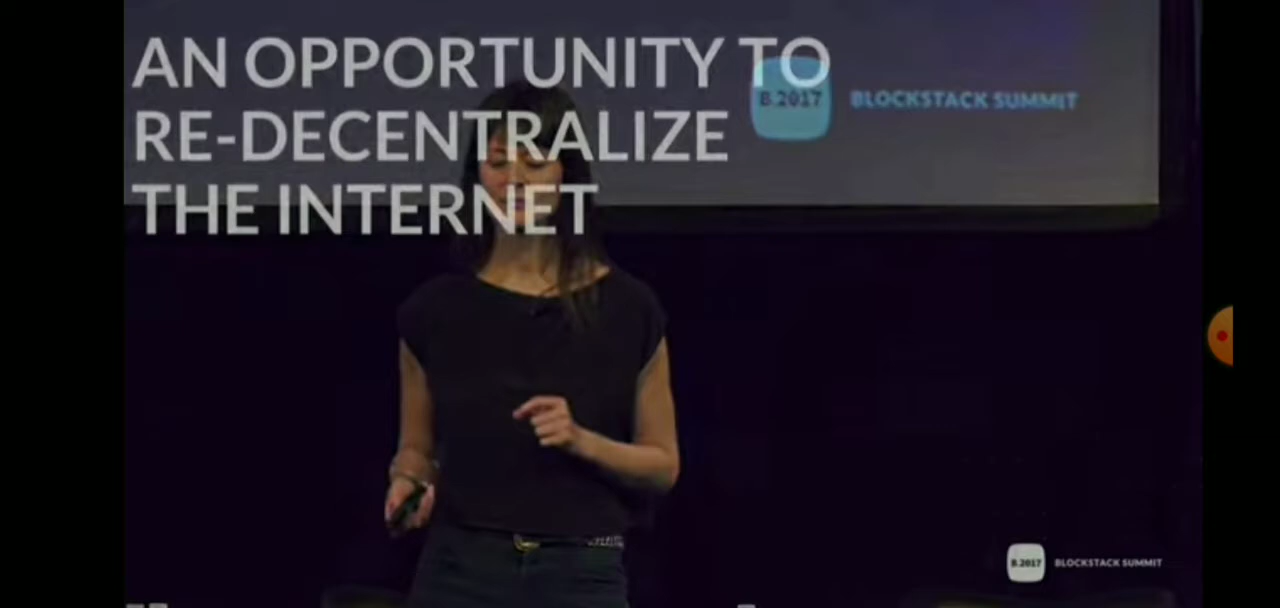 AN OPPORTUNITY TO
RE-DECENTRALIZE
THE INTERNET
B.2017
BLOCKSTACK SUMMIT
B.2017
BLOCKSTACK SUMMIT